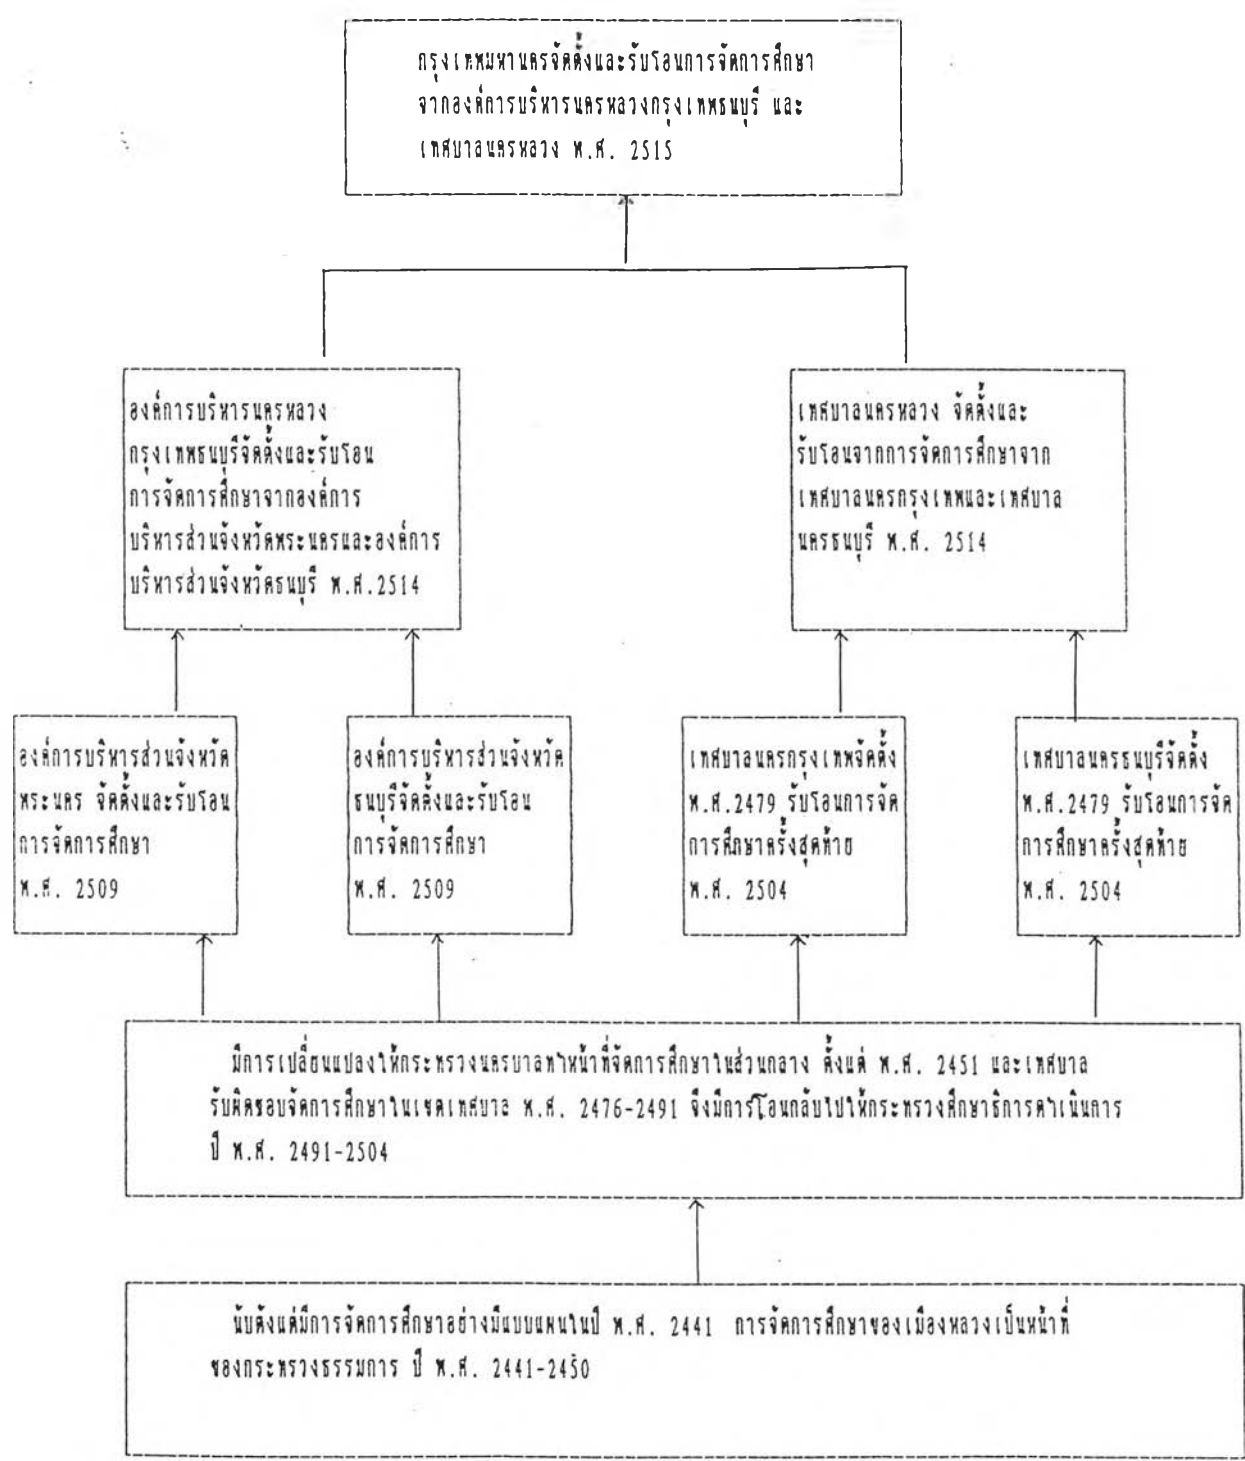 กรุงเทพมหานครจัดตั้งและรับโอนการจัดการศึกษา
จากองค์การบริหารนครหลวงกรุงเทพธนบุรี และ
เทศบาลนครหลวง พ.ศ. 2515
องค์การบริหารนครหลวง
กรุงเทพธนบุรีจัดตั้งและรับโอน
การจัดการศึกษาจากองค์การ
บริหารส่วนจังหวัดพระนครและองค์การ
บริหารส่วนจังหวัดธนบุรี พ.ศ.2514
เทศบาลนครหลวง จัดตั้งและ
รับโอนจากการจัดการศึกษาจาก
เทศบาลนครกรุงเทพและเทศบาล
นครธนบุรี พ.ศ. 2514
องค์การบริหารส่วนจังหวัด
พระนคร จัดตั้งและรับโอน
การจัดการศึกษา
พ.ศ. 2509
องค์การบริหารส่วนจังหวัด
ธนบุรีจัดตั้งและรับโอน
การจัดการศึกษา
พ.ศ. 2509
เทศบาลนครกรุงเทพจัดตั้ง
พ.ศ.2479 รับโอนการจัด
การศึกษาครั้งสุดท้าย
พ.ศ. 2504
เทศบาลนครธนบุรีจัดตั้ง
พ.ศ.2479 รับโอนการจัด
การศึกษาครั้งสุดท้าย
พ.ศ. 2504
มีการเปลี่ยนแปลงให้กระทรวงนครบาลทำหน้าที่จัดการศึกษาในส่วนกลาง ตั้งแต่ พ.ศ. 2451 และเทศบาล
รับผิดชอบจัดการศึกษาในเขตเทศบาล พ.ศ. 2476-2491 จึงมีการโอนกลับไปให้กระทรวงศึกษาธิการดำเนินการ
ปี พ.ศ. 2491-2504
นับตั้งแต่มีการจัดการศึกษาอย่างมีแบบแผนในปี พ.ศ. 2441 การจัดการศึกษาของเมืองหลวงเป็นหน้าที่
ของกระทรวงธรรมการ ปี พ.ศ. 2441-2450